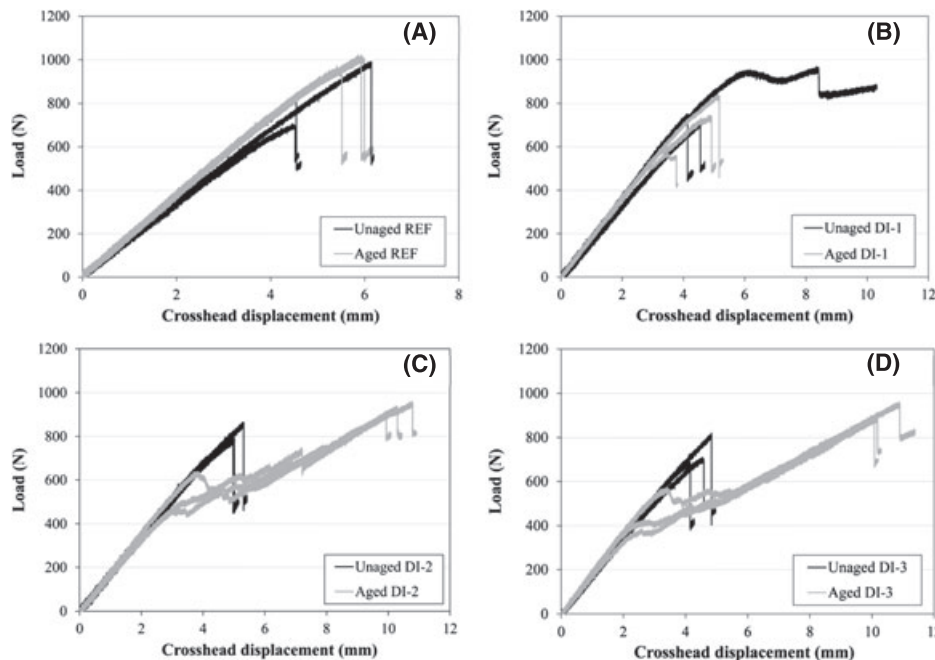 (A)
1200
1000
800
600
400
200
0
Load (N)
0 2 4 6 8
Crosshead displacement (mm)
Unaged REF
Aged REF
(B)
1200
1000
800
600
400
200
0
Load (N)
0 2 4 6 8 10 12
Crosshead displacement (mm)
Unaged DI-1
Aged DI-1
(C)
1200
1000
800
600
400
200
0
Load (N)
0 2 4 6 8 10 12
Crosshead displacement (mm)
Unaged DI-2
Aged DI-2
(D)
1200
1000
800
600
400
200
0
Load (N)
0 2 4 6 8 10 12
Crosshead displacement (mm)
Unaged DI-3
Aged DI-3